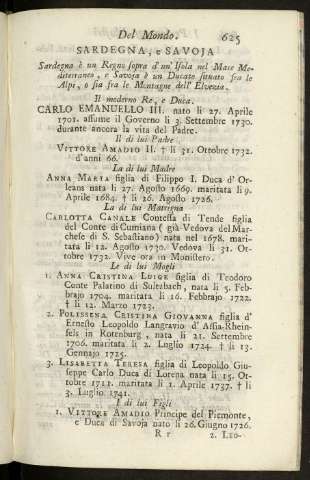 Del Mondo. 625
SARDEGNA, e SAVOJA
Sardegna è un Regno sopra d'un' Isola nel Mare Me-
diterraneo, e Savoja è un Ducato situato fra le
Alpi, o sia fra le Montagne dell' Elvezia.
Il moderno Re, e Duca.
CARLO EMANUELLO III. nato li 27. Aprile
1701. assume il Governo li 3. Settembre 1730.
durante ancora la vita del Padre.
Il di lui Padre
VITTORE AMADIO II. † li 31. Ottobre 1732.
d'anni 66.
La di lui Madre
ANNA MARIA figlia di Filippo I. Duca d' Or-
leans nata li 27. Agosto 1669. maritata li 9.
Aprile 1684. † li 26. Agosto 1726.
La di lui Matrigna
CARLOTTA CANALE Contessa di Tende figlia
del Conte di Cumiana ( già Vedova del Mar-
chese di S. Sebastiano) nata nel 1678. mari-
tata li 12. Agosto 1730. Vedova li 31. Ot-
tobre 1732. Vive ora in Monistero.
Le di lui Mogli
1. ANNA CRISTINA LUIGE figlia di Teodoro
Conte Palatino di Sultzbach, nata li 5. Feb-
brajo 1704. maritata li 16. Febbrajo 1722.
† li 12. Marzo 1723.
2. POLISSENA CRISTINA GIOVANNA figlia d'
Ernesto Leopoldo Langravio d' Assia-Rhein-
fels in Rotenburg, nata li 21. Settembre
1706. maritata li 2. Luglio 1724. † li 13.
Gennajo 1735.
3. LISABETTA TERESA figlia di Leopoldo Giu-
seppe Carlo Duca di Lorena nata li 15. Ot-
tobre 1711. maritata li 1. Aprile 1737. † li
3. Luglio 1741.
I di lui Figli
1. VITTORE AMADIO Principe del Piemonte,
e Duca di Savoja nato li 26. Giugno 1726.
R r 2. LEO-